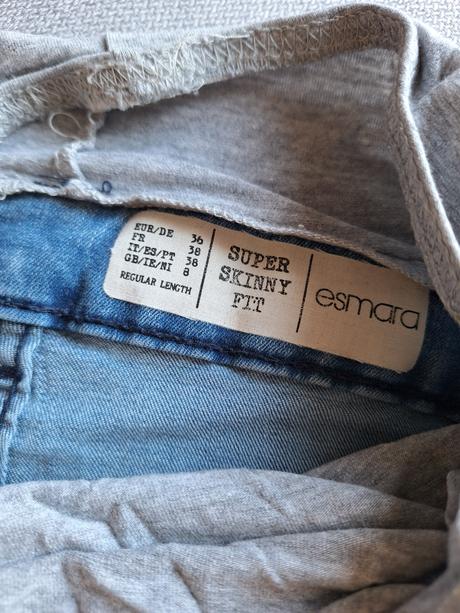 EUR/DE 36
FR 38
IT/ES/PT 38
GB/IE/NI 8
REGULAR LENGTH
SUPER
SKINNY
FIT
esmara